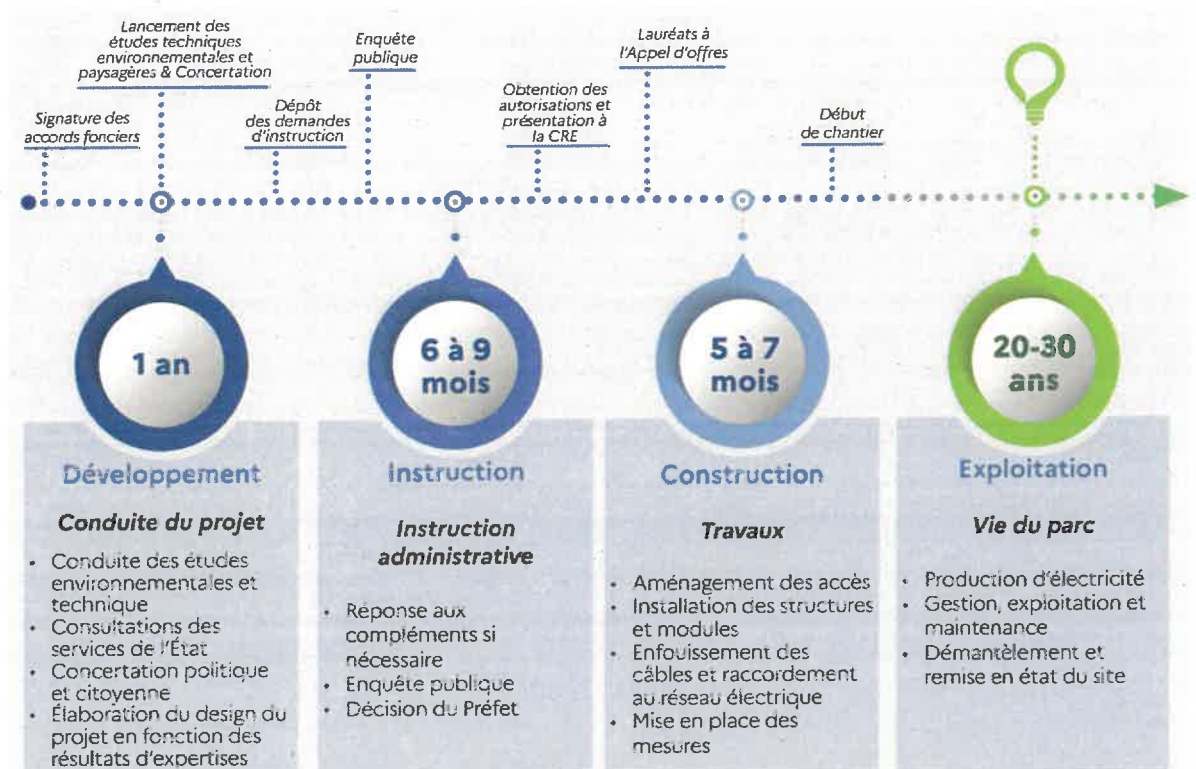 Lancement des
études techniques
environnementales et
paysagères & Concertation
Enquête
publique
Lauréats à
l'Appel d'offres
Signature des
accords fonciers
Dépôt
des demandes
d'instruction
Obtention des
autorisations et
présentation à
la CRE
Début
de chantier
1 an
6 à 9
mois
5 à 7
mois
20-30
ans
Développement
Conduite du projet
• Conduite des études
environnementales et
technique
• Consultations des
services de l'État
• Concertation politique
et citoyenne
• Élaboration du design du
projet en fonction des
résultats d'expertises
Instruction
Instruction
administrative
• Réponse aux
compléments si
nécessaire
• Enquête publique
• Décision du Préfet
Construction
Travaux
• Aménagement des accès
• Installation des structures
et modules
• Enfouissement des
câbles et raccordement
au réseau électrique
• Mise en place des
mesures
Exploitation
Vie du parc
• Production d'électricité
• Gestion, exploitation et
maintenance
• Démantèlement et
remise en état du site